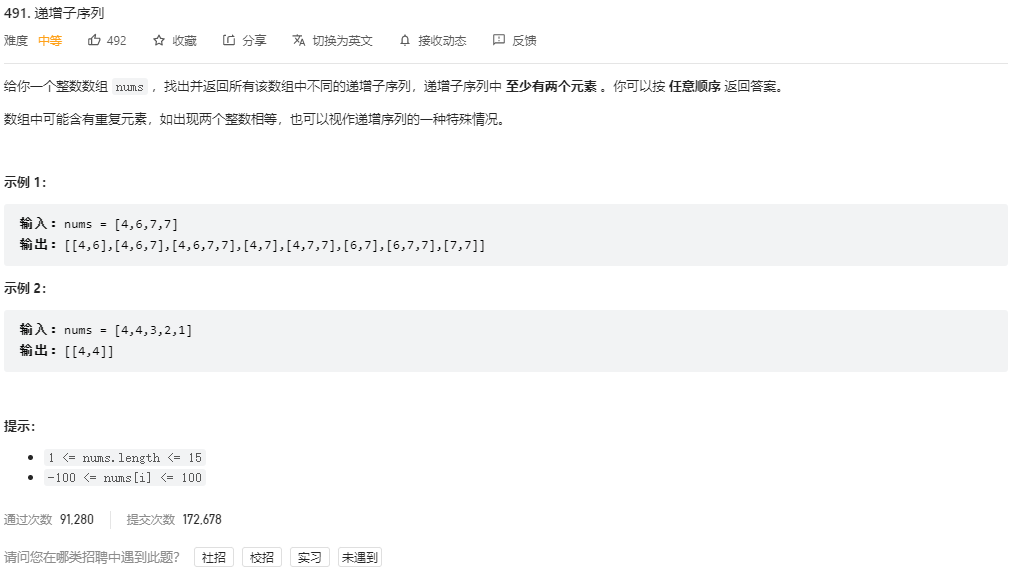 491. 递增子序列
难度 中等 492 收藏 分享 切换为英文 接收动态 反馈
给你一个整数数组 nums ，找出并返回所有该数组中不同的递增子序列，递增子序列中 至少有两个元素 。你可以按 任意顺序 返回答案。
数组中可能含有重复元素，如出现两个整数相等，也可以视作递增序列的一种特殊情况。
示例 1：
输入：nums = [4,6,7,7]
输出：[[4,6],[4,6,7],[4,6,7,7],[4,7],[4,7,7],[6,7],[6,7,7],[7,7]]
示例 2：
输入：nums = [4,4,3,2,1]
输出：[[4,4]]
提示：
1 <= nums.length <= 15
-100 <= nums[i] <= 100
通过次数 91,280 提交次数 172,678
请问您在哪类招聘中遇到此题？ 社招 校招 实习 未遇到